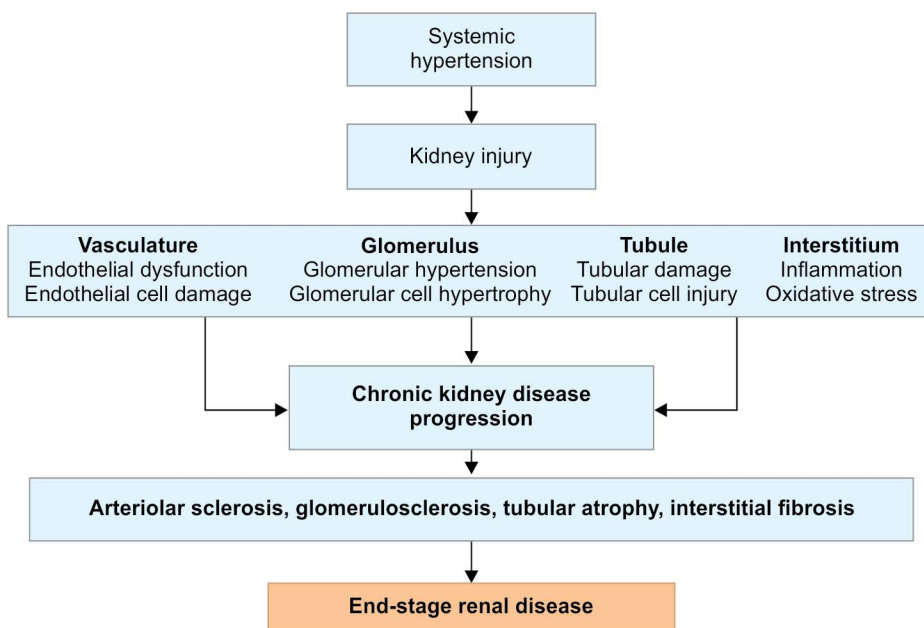 Systemic
hypertension
Kidney injury
Vasculature
Endothelial dysfunction
Endothelial cell damage
Glomerulus
Glomerular hypertension
Glomerular cell hypertrophy
Tubule
Tubular damage
Tubular cell injury
Interstitium
Inflammation
Oxidative stress
Chronic kidney disease
progression
Arteriolar sclerosis, glomerulosclerosis, tubular atrophy, interstitial fibrosis
End-stage renal disease